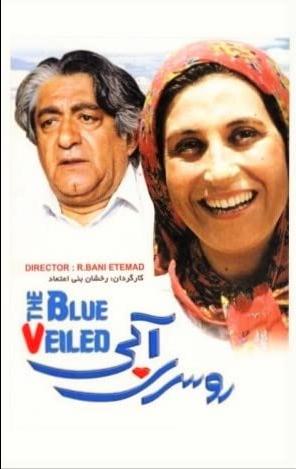 DIRECTOR : R.BANI ETEMAD
کارگردان: رخشان بنی اعتماد
THE BLUE
VEILED
روسری آبی